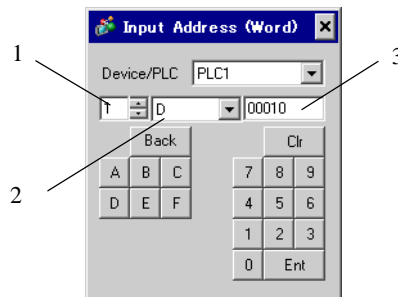 Input Address (Word)
1
3
Device/PLC PLC1
1 D 00010
Back Clr
A B C 7 8 9
2
D E F 4 5 6
1 2 3
0 Ent